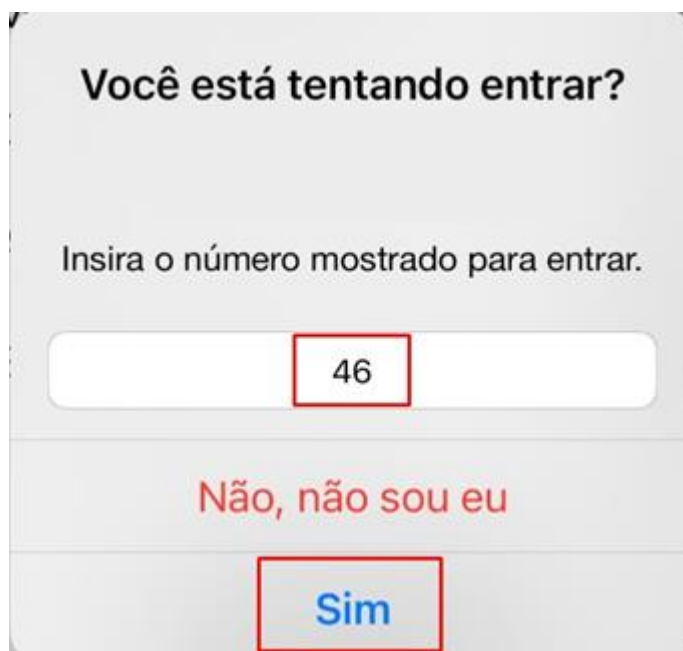 Você está tentando entrar?
Insira o número mostrado para entrar.
46
Não, não sou eu
Sim